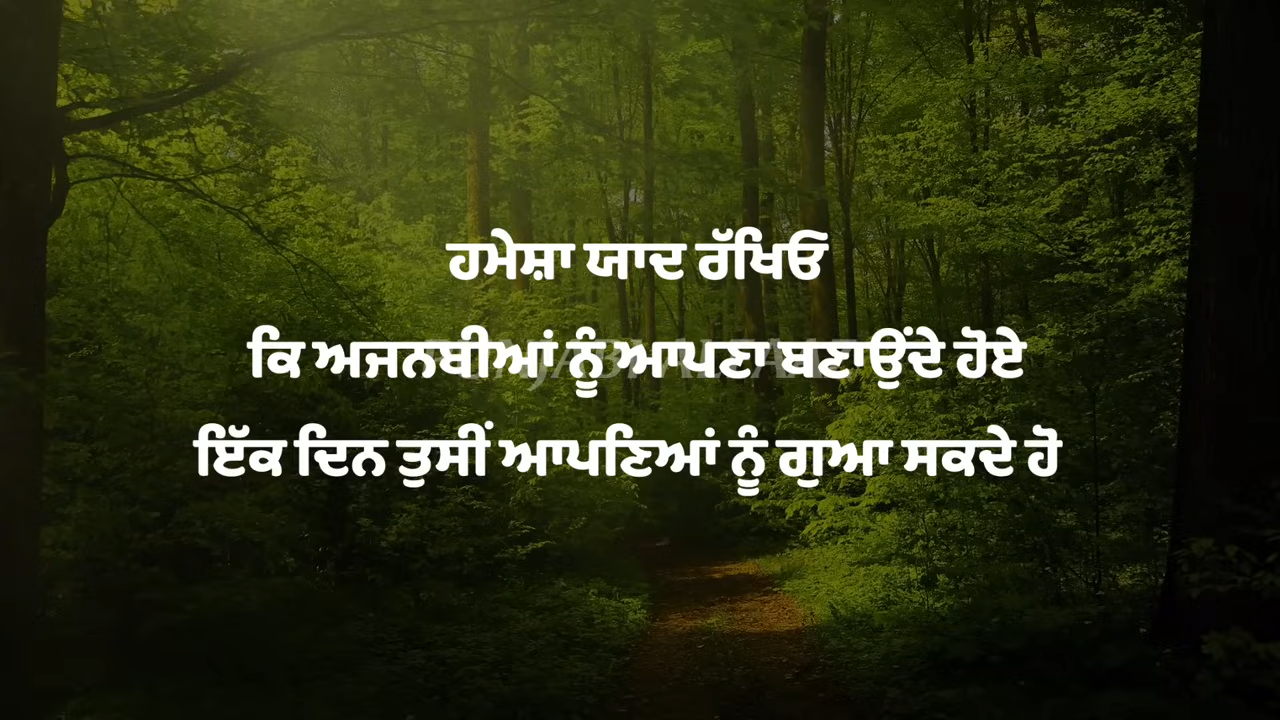 ਹਮੇਸ਼ਾ ਯਾਦ ਰੱਖਿਓ
ਕਿ ਅਜਨਬੀਆਂ ਨੂੰ ਆਪਣਾ ਬਣਾਉਂਦੇ ਹੋਏ
ਇੱਕ ਦਿਨ ਤੁਸੀਂ ਆਪਣਿਆਂ ਨੂੰ ਗੁਆ ਸਕਦੇ ਹੋ